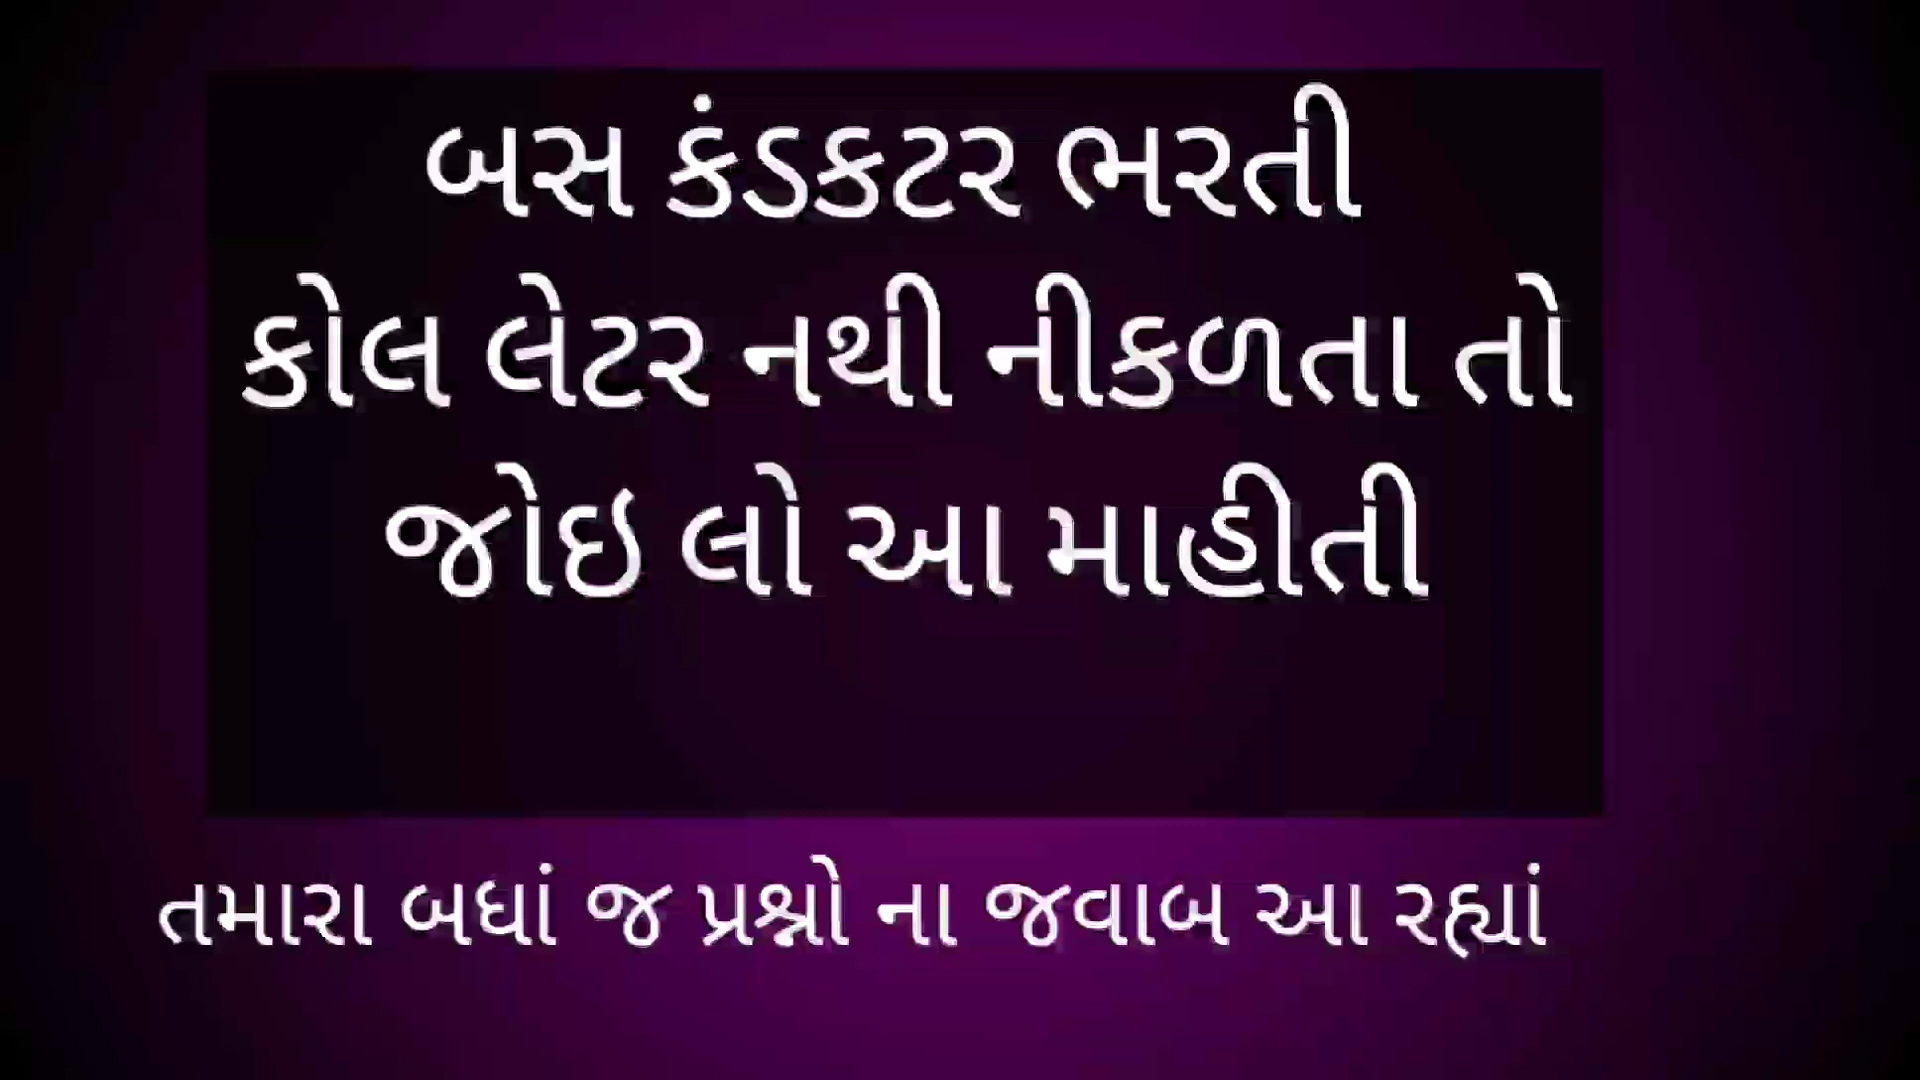 બસ કંડકટર ભરતી
કોલ લેટર નથી નીકળતા તો
જોઇ લો આ માહીતી
તમારા બધાં જ પ્રશ્નો ના જવાબ આ રહ્યાં